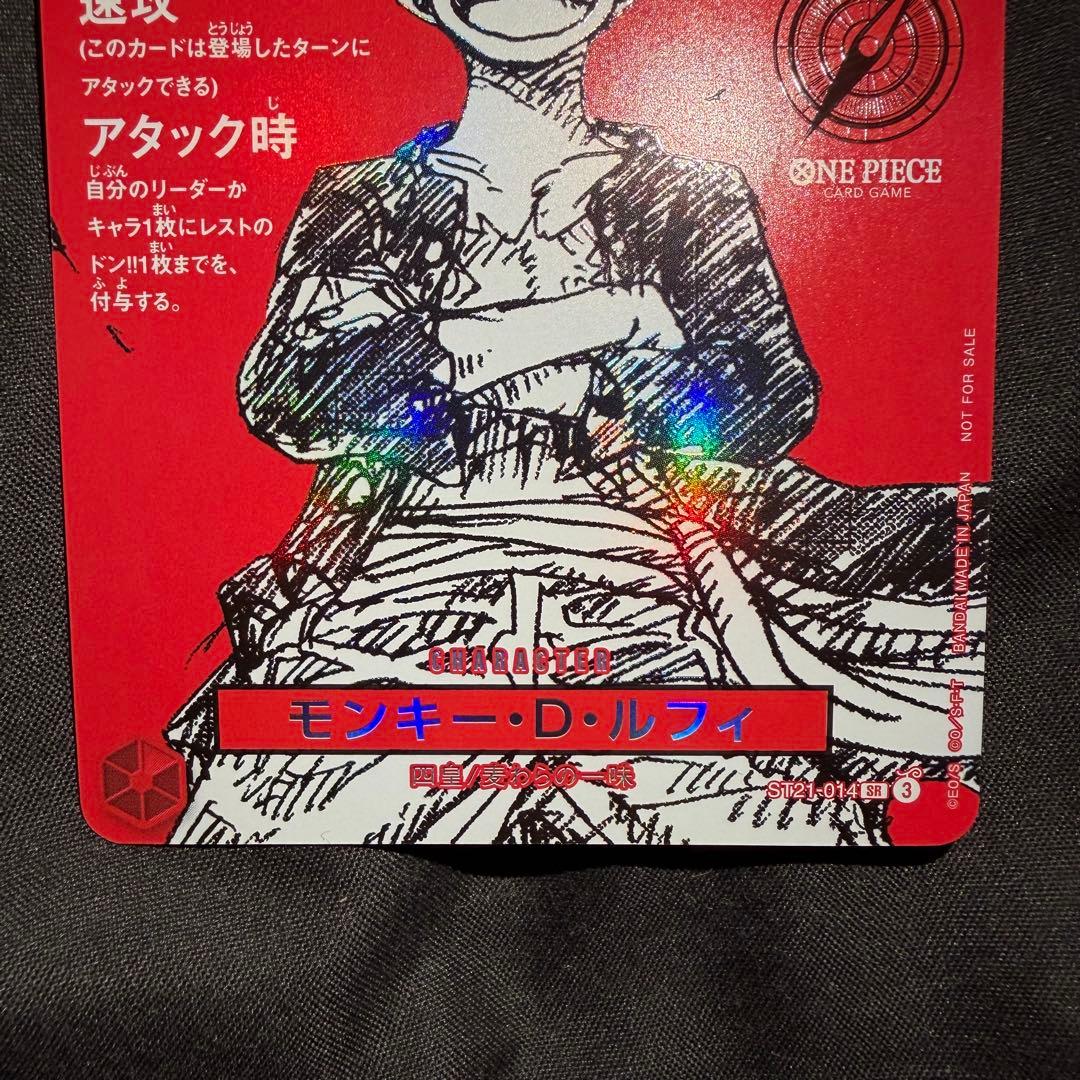 速攻
(このカードは登場したターンに
アタックできる)
アタック時
自分のリーダーか
キャラ1枚にレストの
ドン!!1枚までを、
付与する。
ONE PIECE
CARD GAME
NOT FOR SALE
BANDAI MADE IN JAPAN
©EO/S ©O/S･F･T
CHARACTER
モンキー・D・ルフィ
四皇/麦わらの一味
ST21-014 SR 3